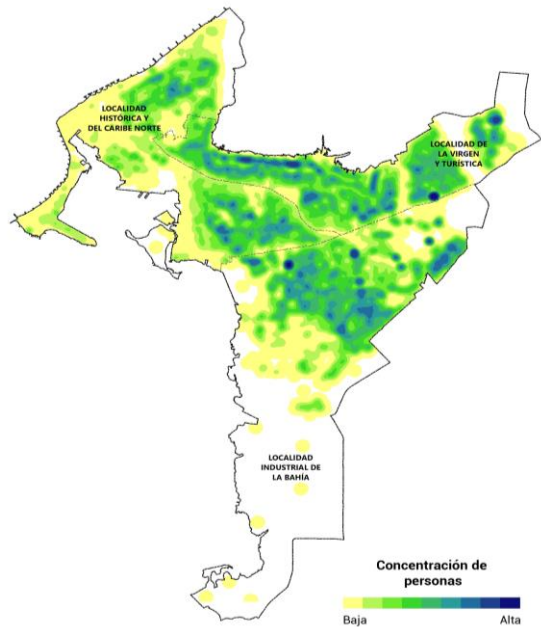 LOCALIDAD
HISTÓRICA Y
DEL CARIBE NORTE
LOCALIDAD DE
LA VIRGEN
Y TURÍSTICA
LOCALIDAD
INDUSTRIAL DE
LA BAHÍA
Concentración de
personas
Baja Alta